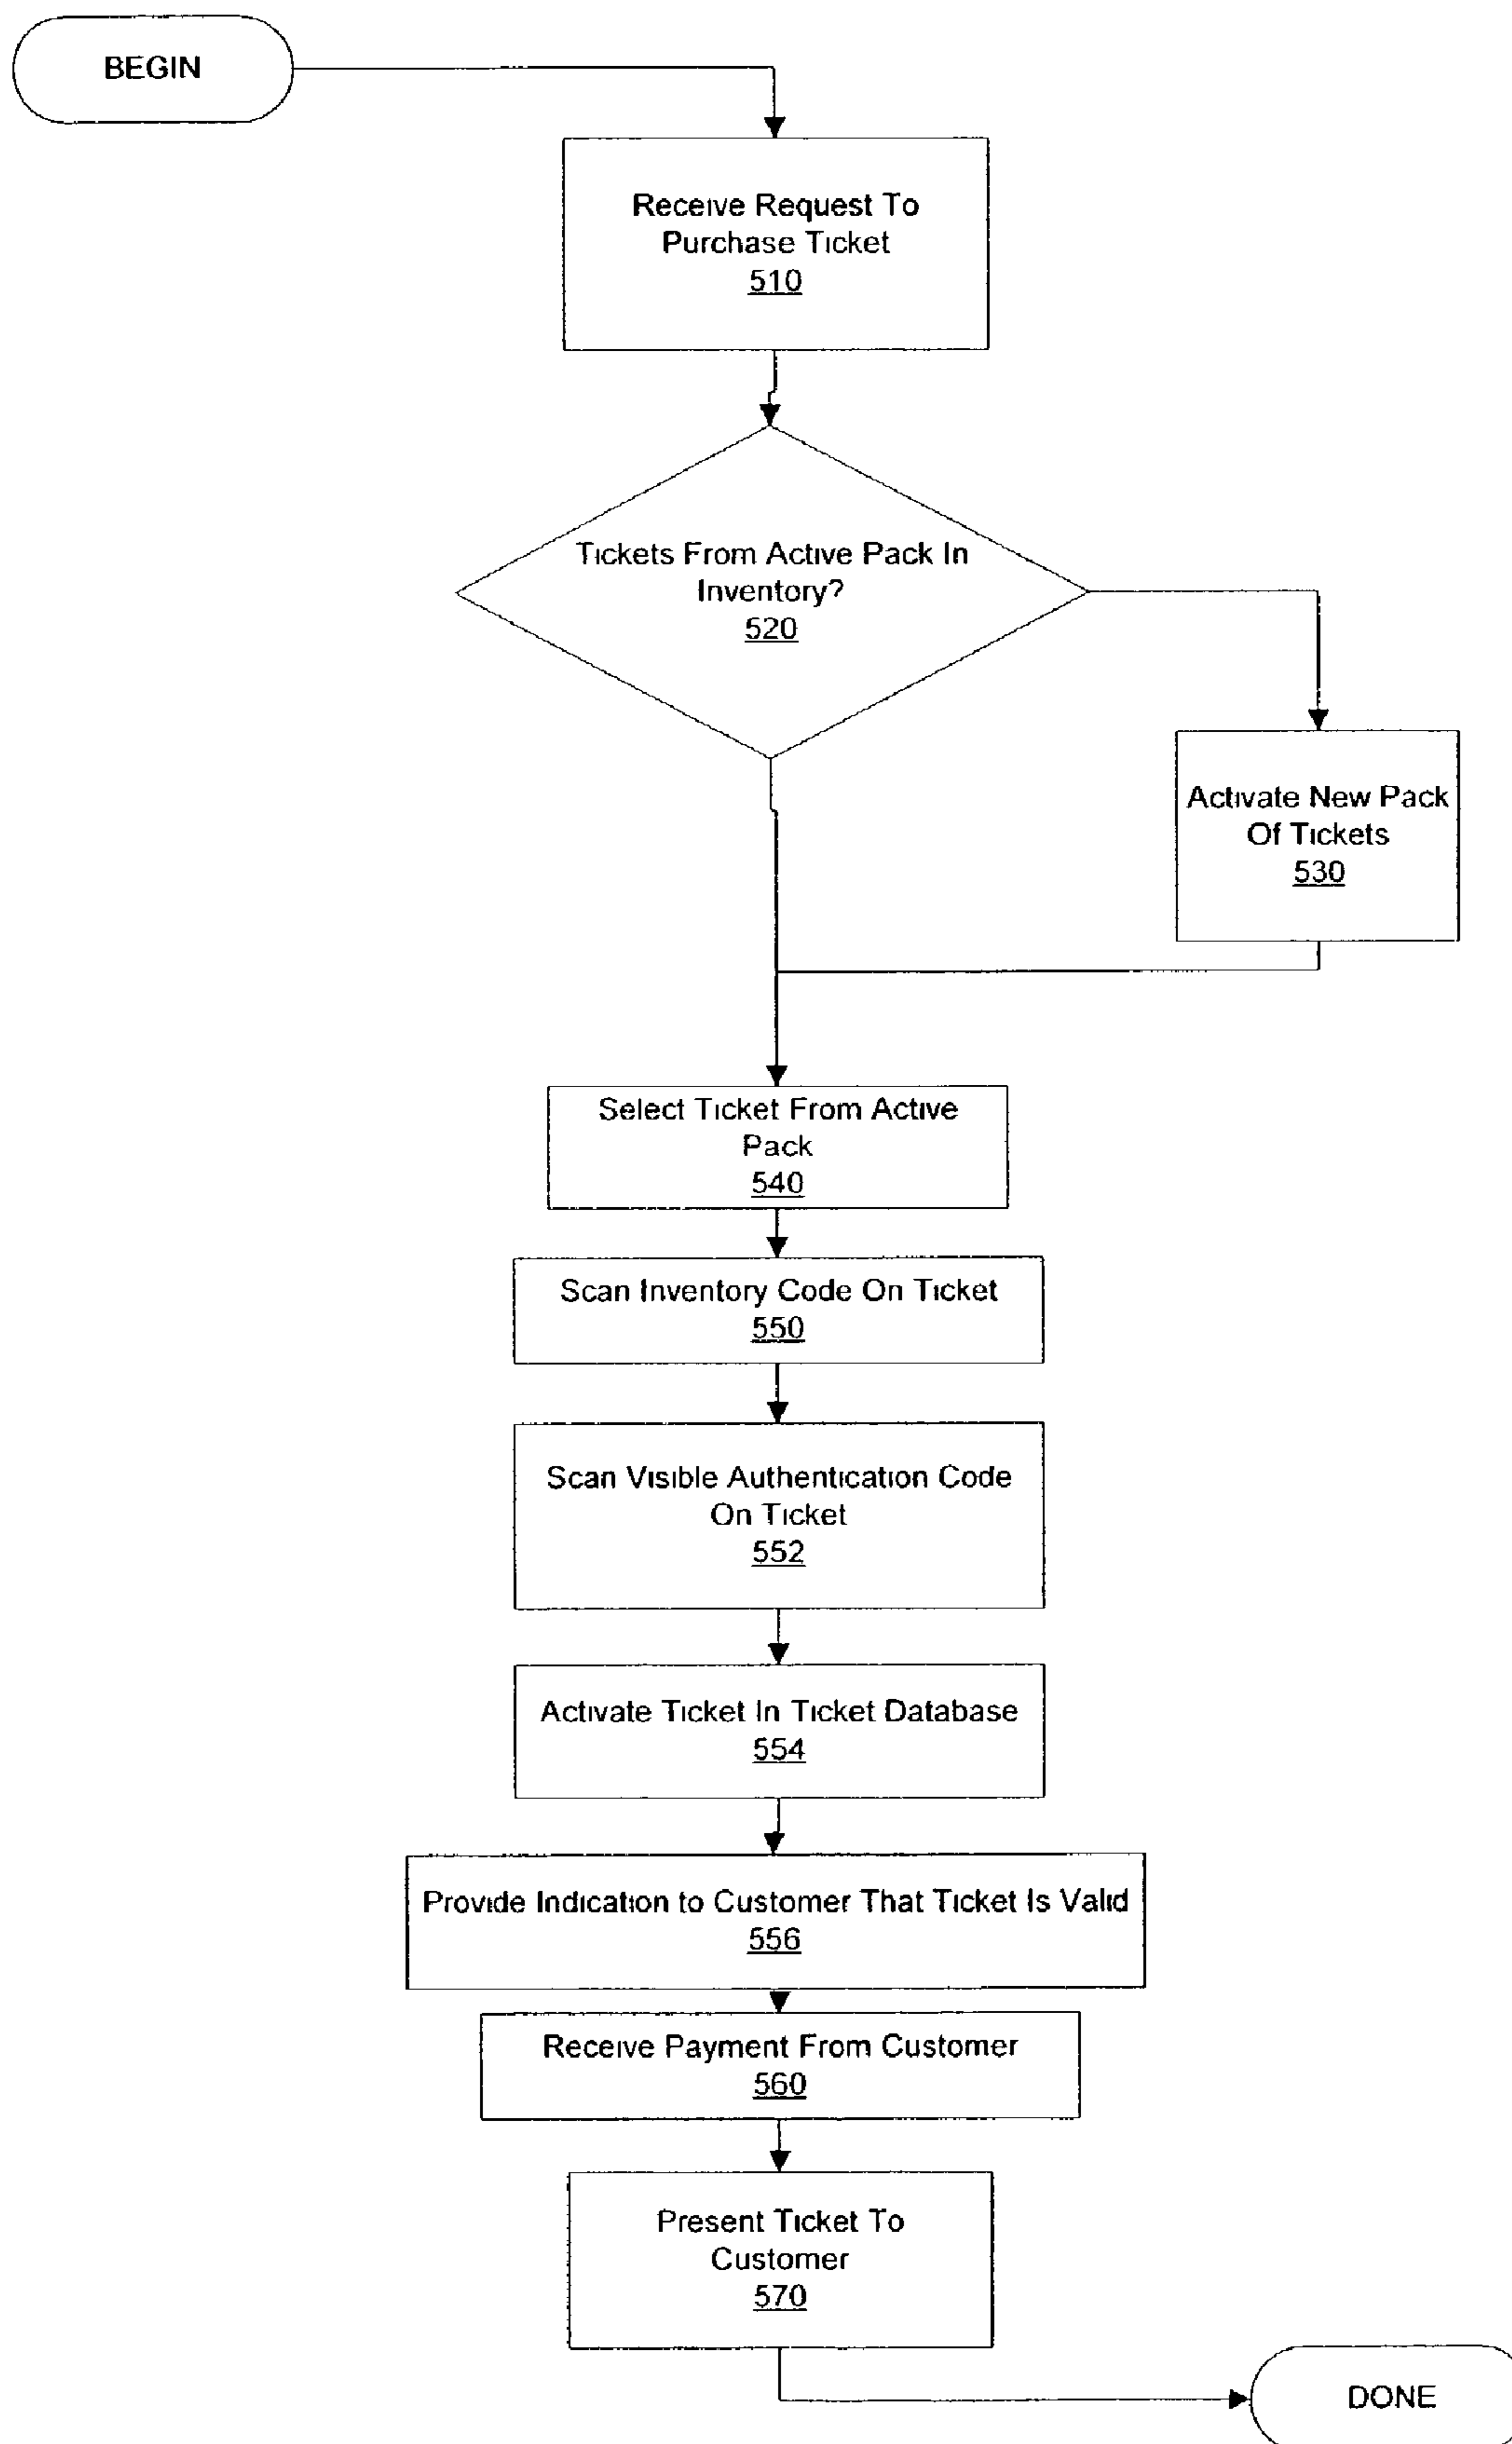 BEGIN
Receive Request To
Purchase Ticket
510
Tickets From Active Pack In
Inventory?
520
Activate New Pack
Of Tickets
530
Select Ticket From Active
Pack
540
Scan Inventory Code On Ticket
550
Scan Visible Authentication Code
On Ticket
552
Activate Ticket In Ticket Database
554
Provide Indication to Customer That Ticket Is Valid
556
Receive Payment From Customer
560
Present Ticket To
Customer
570
DONE